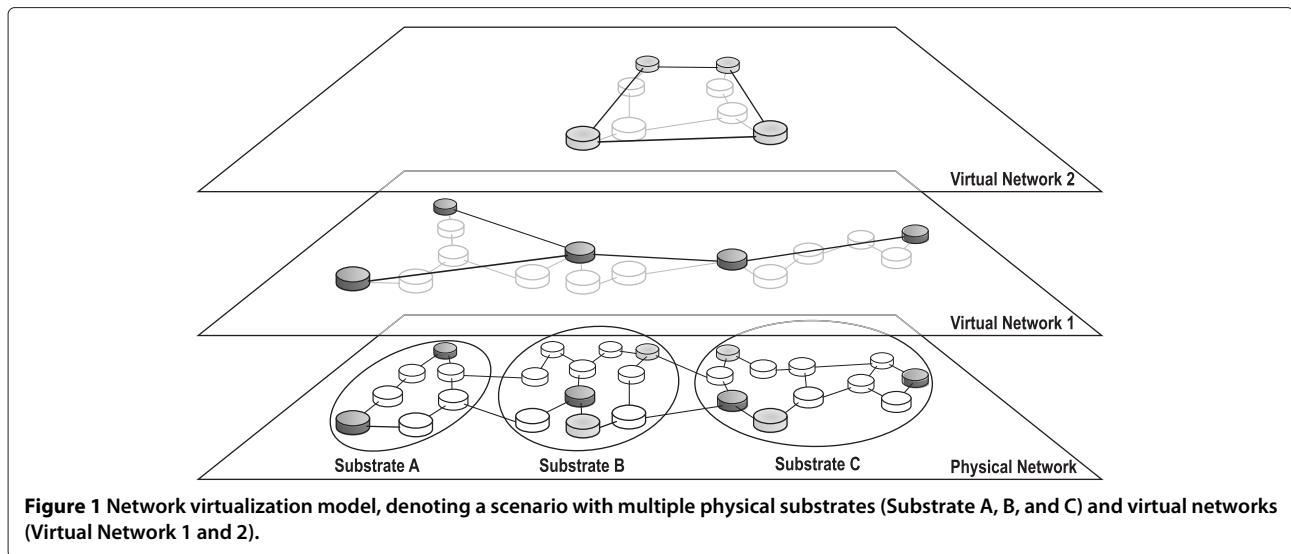 Virtual Network 2
Virtual Network 1
Substrate A
Substrate B
Substrate C
Physical Network
Figure 1 Network virtualization model, denoting a scenario with multiple physical substrates (Substrate A, B, and C) and virtual networks
(Virtual Network 1 and 2).